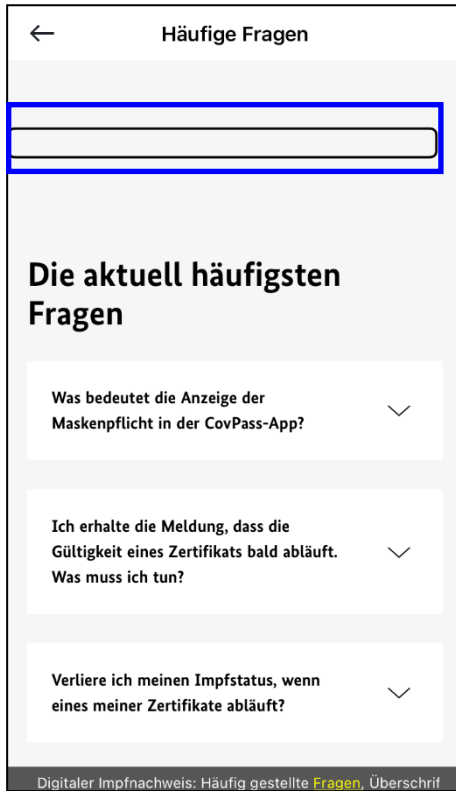 Häufige Fragen
Die aktuell häufigsten
Fragen
Was bedeutet die Anzeige der
Maskenpflicht in der CovPass-App?
Ich erhalte die Meldung, dass die
Gültigkeit eines Zertifikats bald abläuft.
Was muss ich tun?
Verliere ich meinen Impfstatus, wenn
eines meiner Zertifikate abläuft?
Digitaler Impfnachweis: Häufig gestellte Fragen, Überschrif